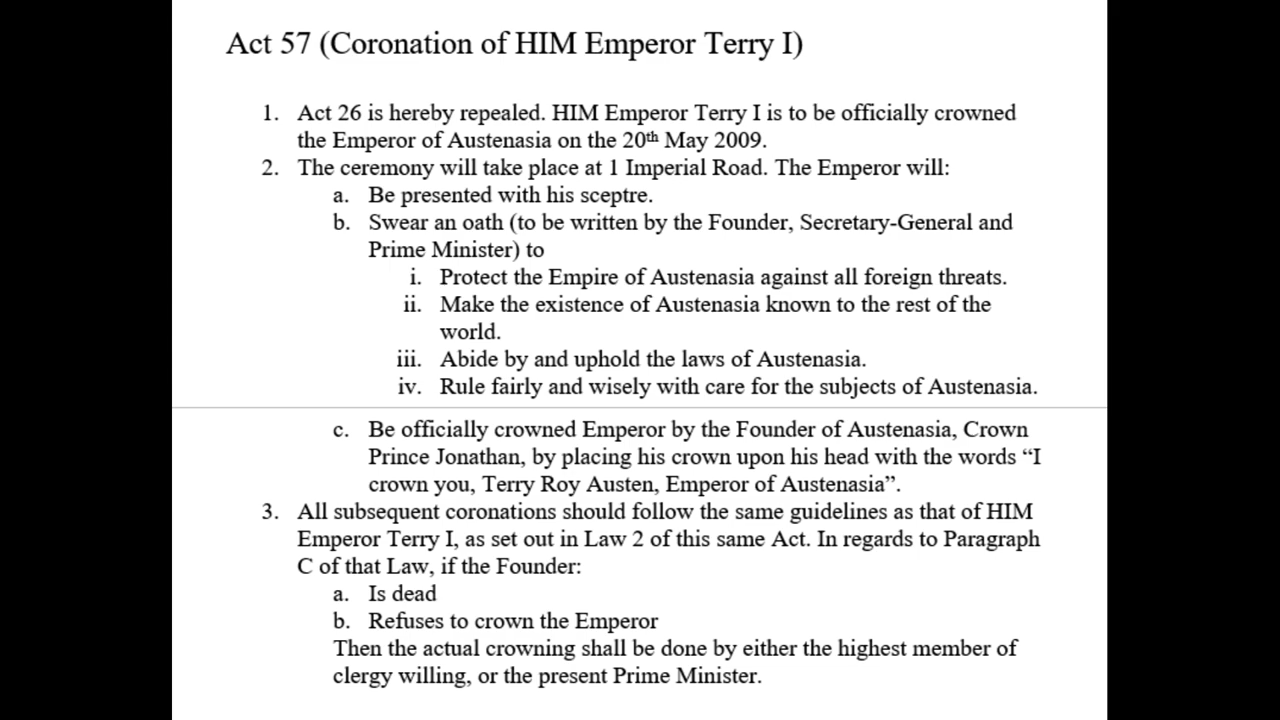 Act 57 (Coronation of HIM Emperor Terry I)
1. Act 26 is hereby repealed. HIM Emperor Terry I is to be officially crowned
the Emperor of Austenasia on the 20th May 2009.
2. The ceremony will take place at 1 Imperial Road. The Emperor will:
a. Be presented with his sceptre.
b. Swear an oath (to be written by the Founder, Secretary-General and
Prime Minister) to
i. Protect the Empire of Austenasia against all foreign threats.
ii. Make the existence of Austenasia known to the rest of the
world.
iii. Abide by and uphold the laws of Austenasia.
iv. Rule fairly and wisely with care for the subjects of Austenasia.
c. Be officially crowned Emperor by the Founder of Austenasia, Crown
Prince Jonathan, by placing his crown upon his head with the words “I
crown you, Terry Roy Austen, Emperor of Austenasia”.
3. All subsequent coronations should follow the same guidelines as that of HIM
Emperor Terry I, as set out in Law 2 of this same Act. In regards to Paragraph
C of that Law, if the Founder:
a. Is dead
b. Refuses to crown the Emperor
Then the actual crowning shall be done by either the highest member of
clergy willing, or the present Prime Minister.